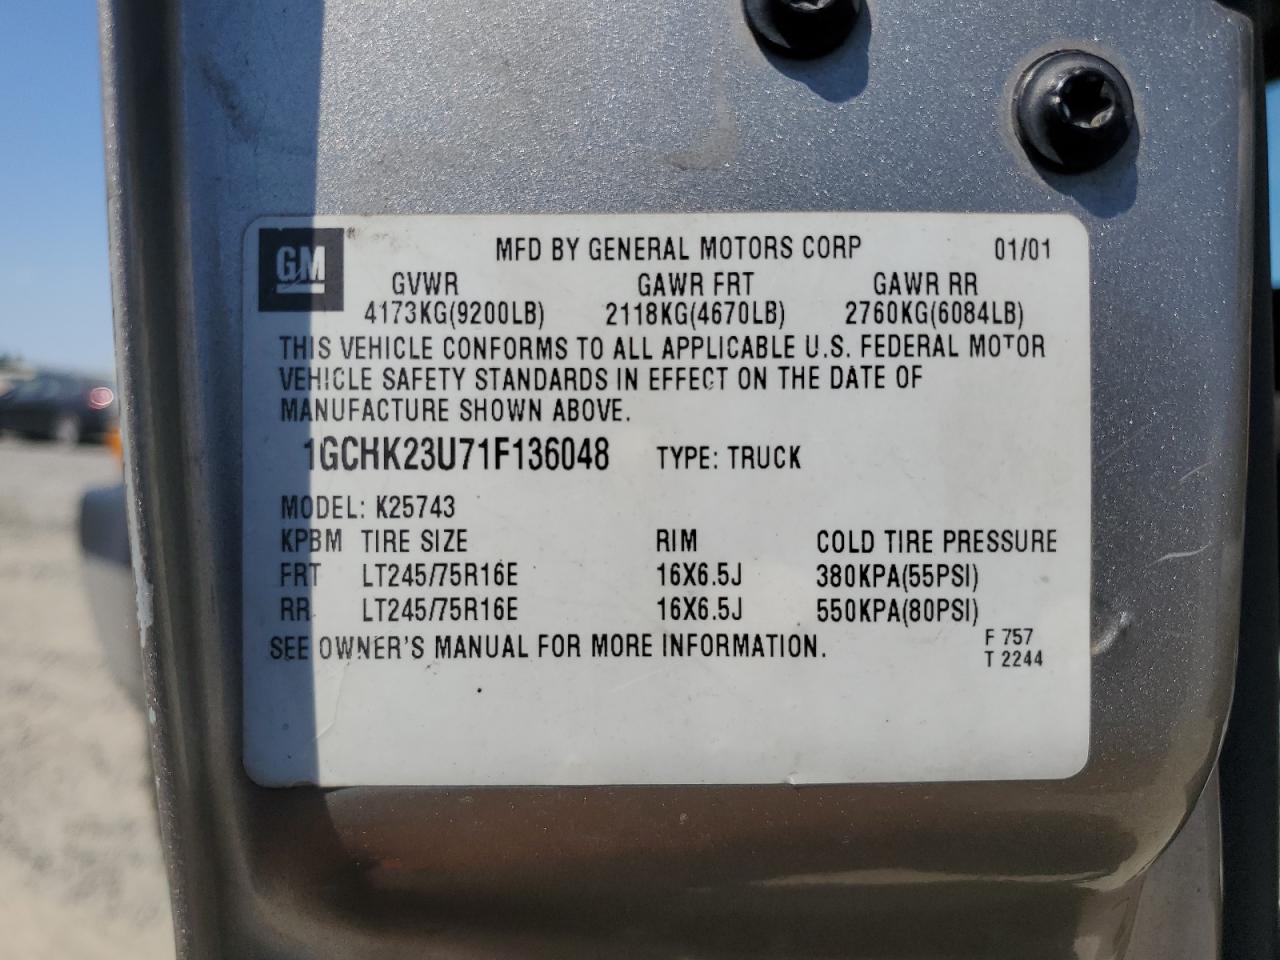 GM ® MFD BY GENERAL MOTORS CORP 01/01
GVWR GAWR FRT GAWR RR
4173KG(9200LB) 2118KG(4670LB) 2760KG(6084LB)
THIS VEHICLE CONFORMS TO ALL APPLICABLE U.S. FEDERAL MOTOR
VEHICLE SAFETY STANDARDS IN EFFECT ON THE DATE OF
MANUFACTURE SHOWN ABOVE.
1GCHK23U71F136048 TYPE: TRUCK
MODEL: K25743
KPBM TIRE SIZE RIM COLD TIRE PRESSURE
FRT LT245/75R16E 16X6.5J 380KPA(55PSI)
RR LT245/75R16E 16X6.5J 550KPA(80PSI)
SEE OWNER'S MANUAL FOR MORE INFORMATION. F 757
T 2244